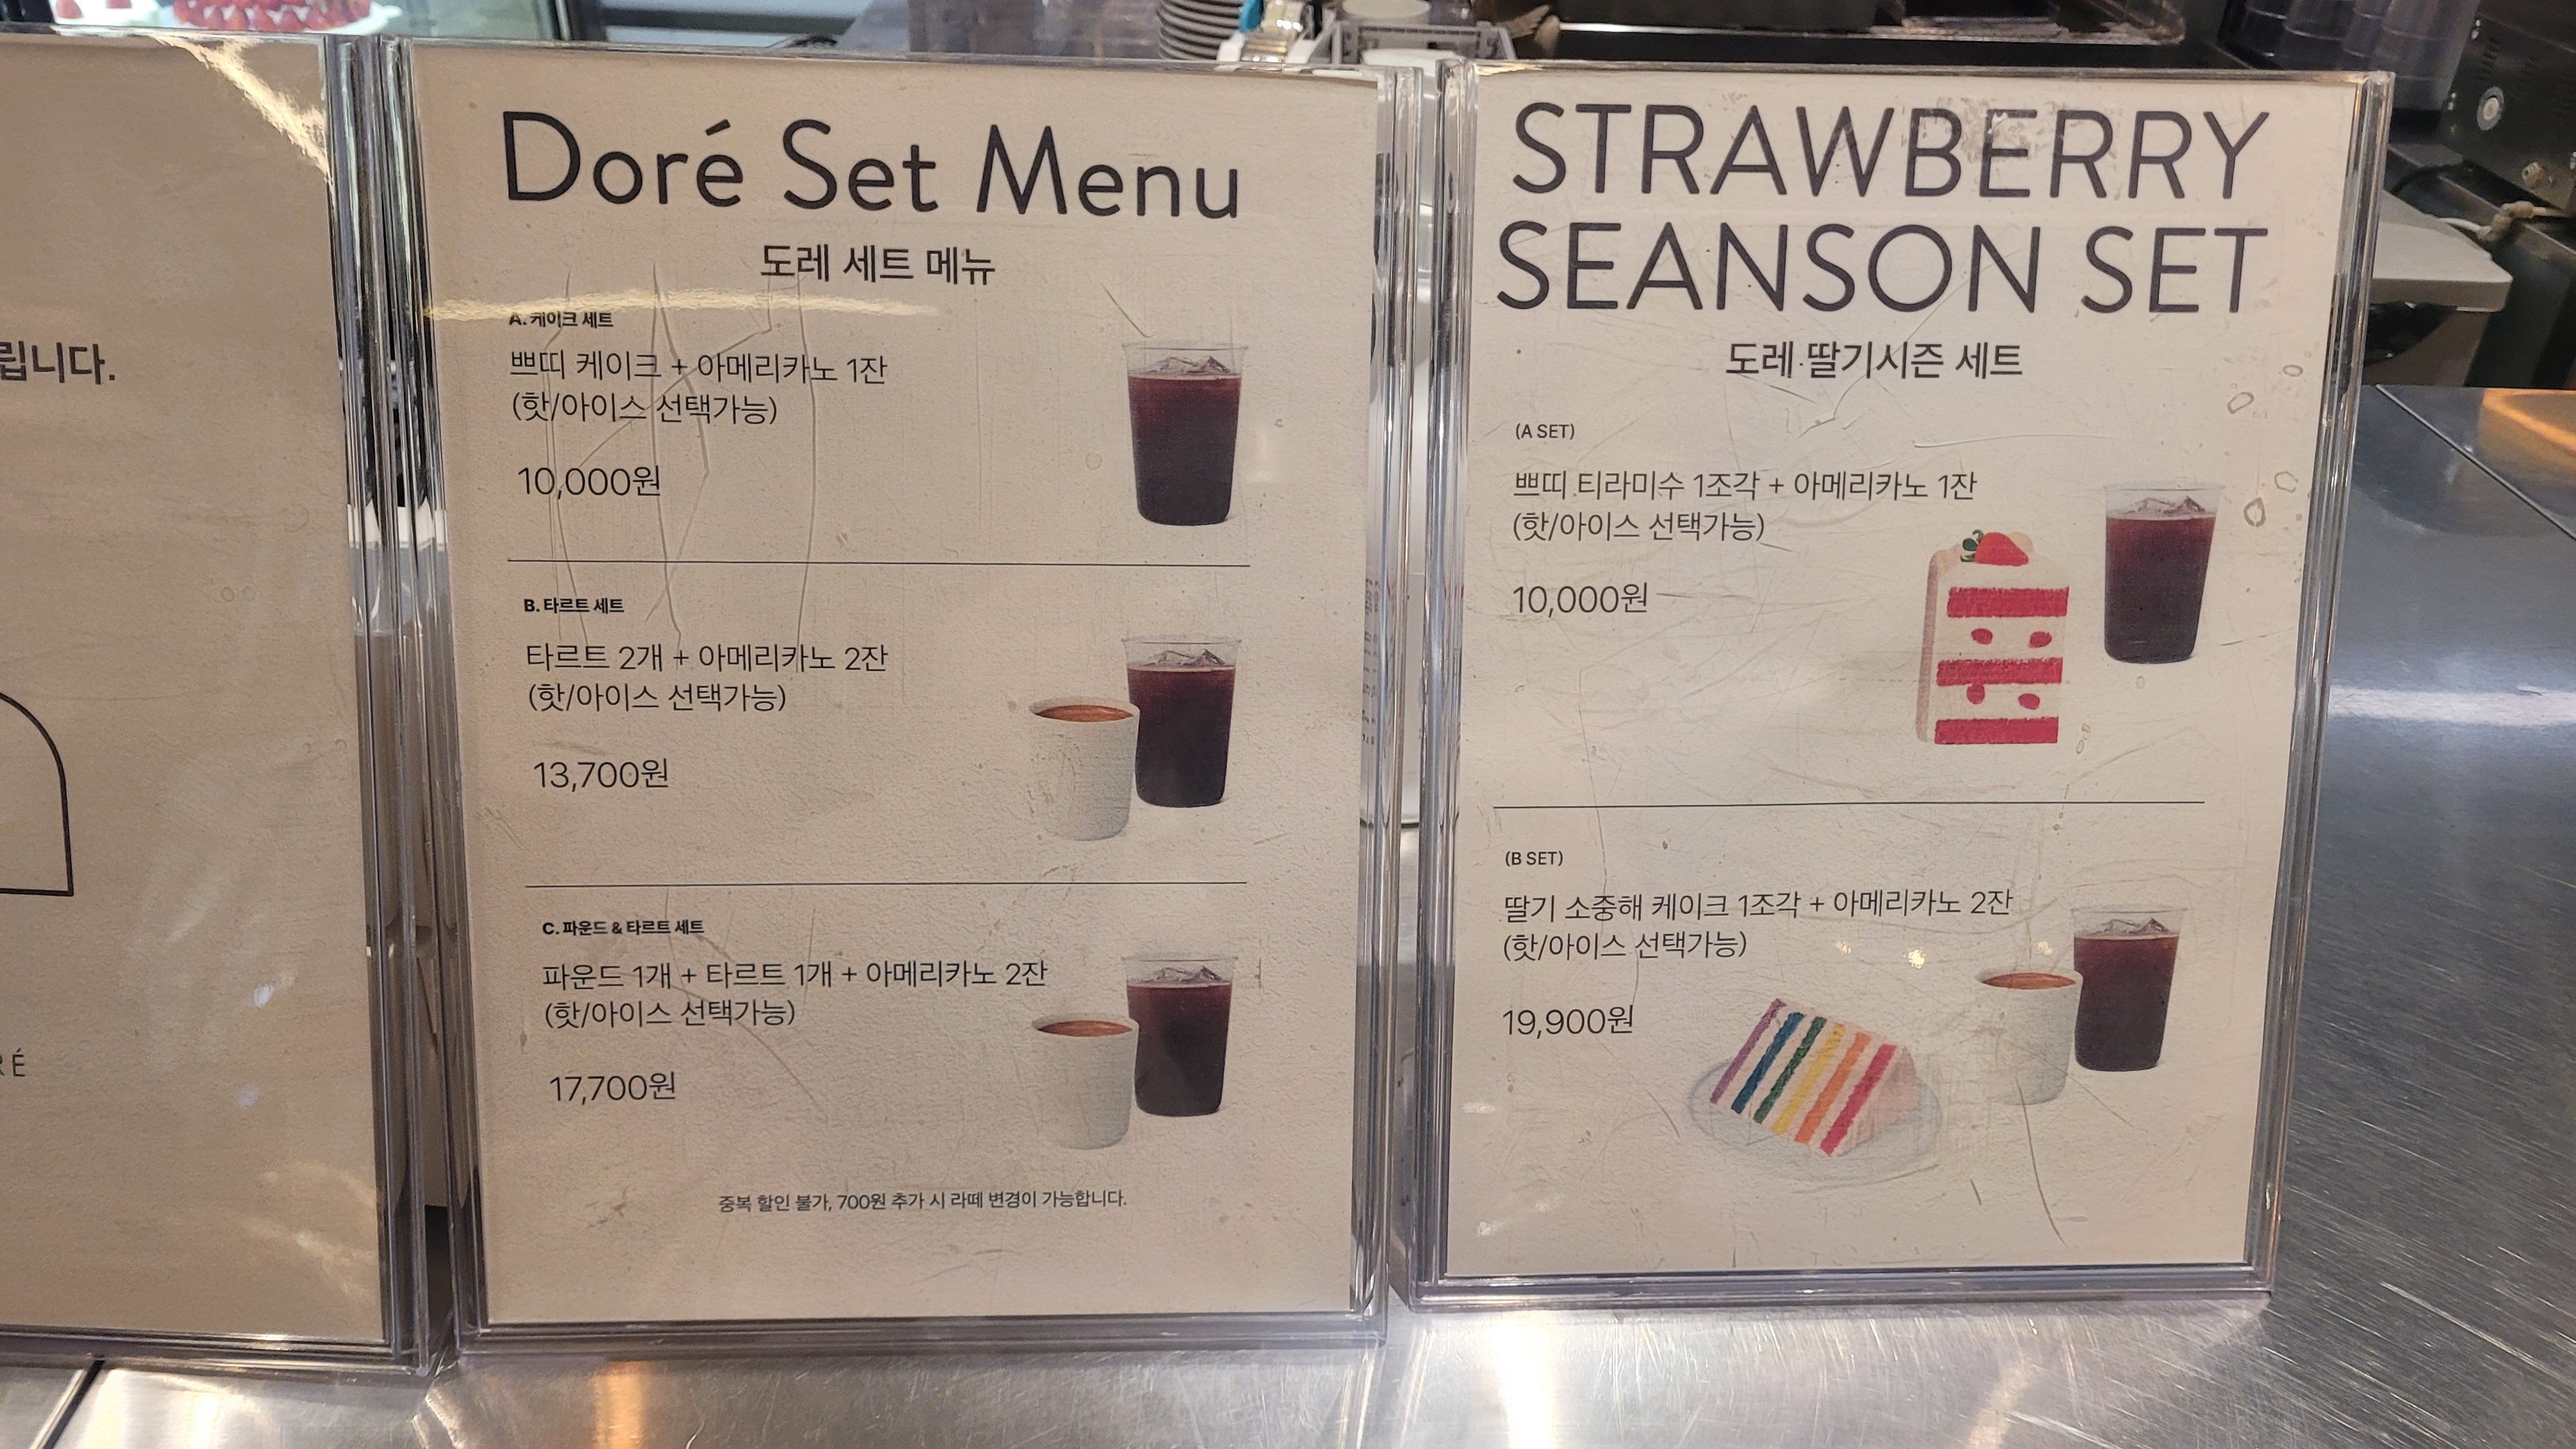 립니다.
RÉ
Doré Set Menu
도레 세트 메뉴
A. 케이크 세트
쁘띠 케이크 + 아메리카노 1잔
(핫/아이스 선택가능)
10,000원
B. 타르트 세트
타르트 2개 + 아메리카노 2잔
(핫/아이스 선택가능)
13,700원
C. 파운드 & 타르트 세트
파운드 1개 + 타르트 1개 + 아메리카노 2잔
(핫/아이스 선택가능)
17,700원
중복 할인 불가, 700원 추가 시 라떼 변경이 가능합니다.
STRAWBERRY
SEANSON SET
도레 딸기시즌 세트
(A SET)
쁘띠 티라미수 1조각 + 아메리카노 1잔
(핫/아이스 선택가능)
10,000원
(B SET)
딸기 소중해 케이크 1조각 + 아메리카노 2잔
(핫/아이스 선택가능)
19,900원